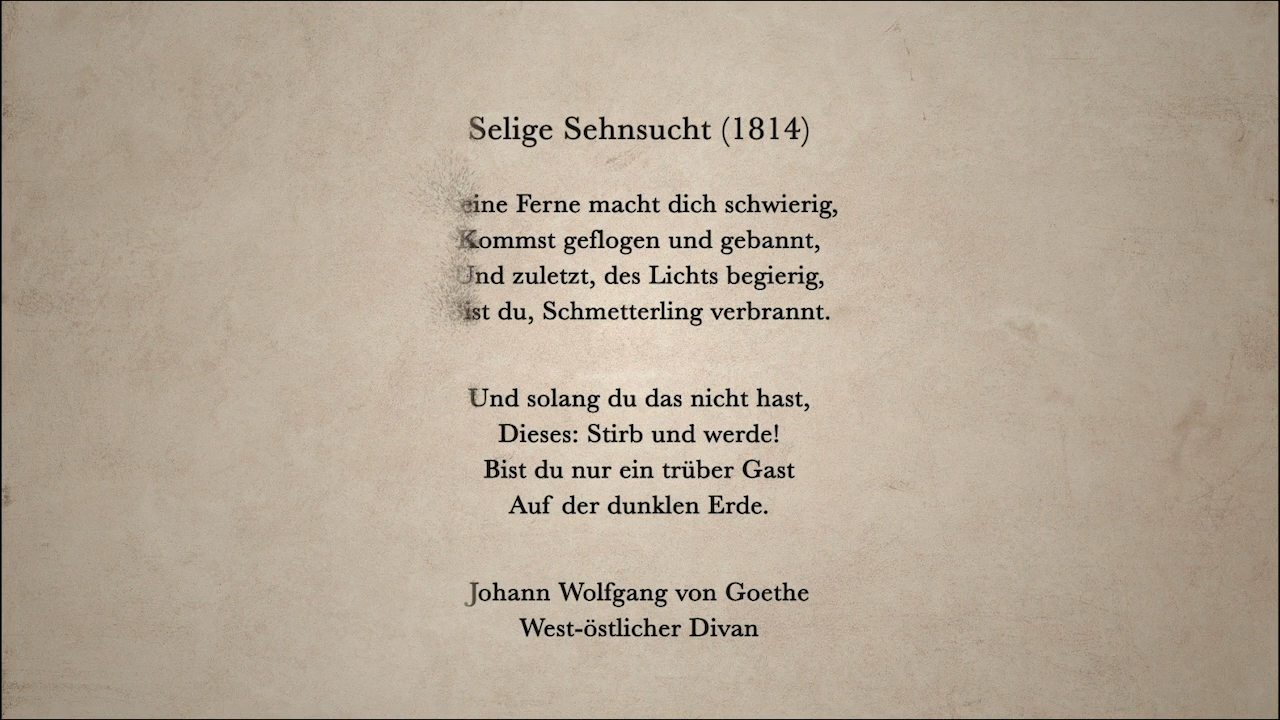 Selige Sehnsucht (1814)
eine Ferne macht dich schwierig,
Kommst geflogen und gebannt,
Und zuletzt, des Lichts begierig,
ist du, Schmetterling verbrannt.
Und solang du das nicht hast,
Dieses: Stirb und werde!
Bist du nur ein trüber Gast
Auf der dunklen Erde.
Johann Wolfgang von Goethe
West-östlicher Divan